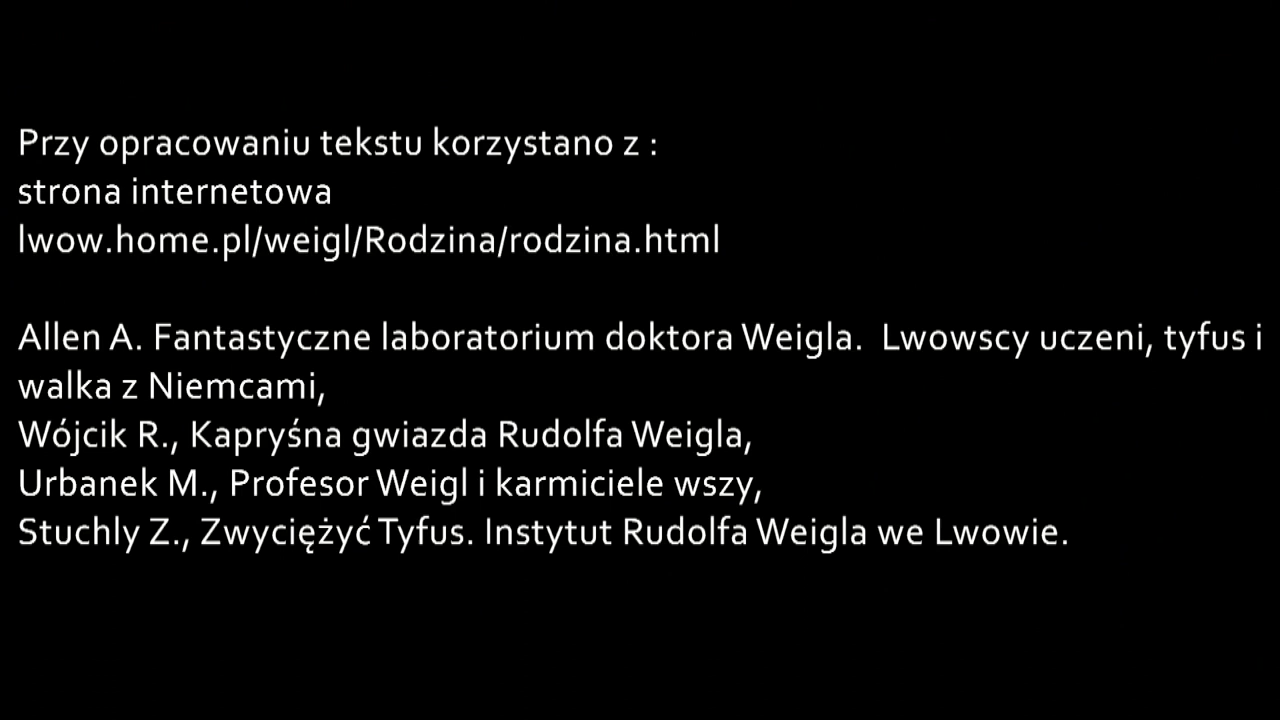 Przy opracowaniu tekstu korzystano z :
strona internetowa
lwow.home.pl/weigl/Rodzina/rodzina.html
Allen A. Fantastyczne laboratorium doktora Weigla.  Lwowscy uczeni, tyfus i
walka z Niemcami,
Wójcik R., Kapryśna gwiazda Rudolfa Weigla,
Urbanek M., Profesor Weigl i karmiciele wszy,
Stuchly Z., Zwyciężyć Tyfus. Instytut Rudolfa Weigla we Lwowie.